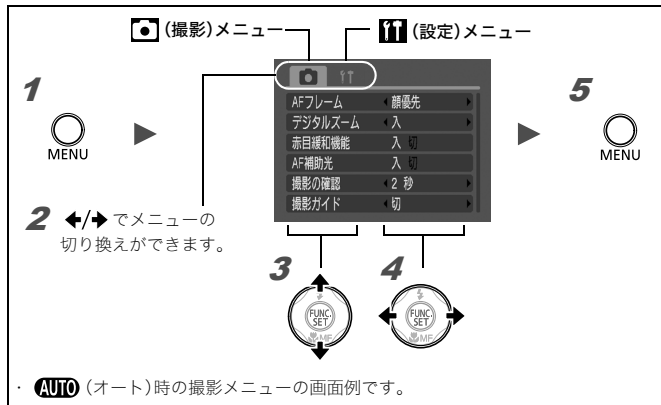 (撮影)メニュー
(設定)メニュー
1
MENU
2 でメニューの
切り換えができます。
AFフレーム 顔優先
デジタルズーム 入
赤目緩和機能 入 切
AF補助光 入 切
撮影の確認 2 秒
撮影ガイド 切
3
FUNC.
SET
MF
4
FUNC.
SET
MF
5
MENU
・ AUTO (オート)時の撮影メニューの画面例です。